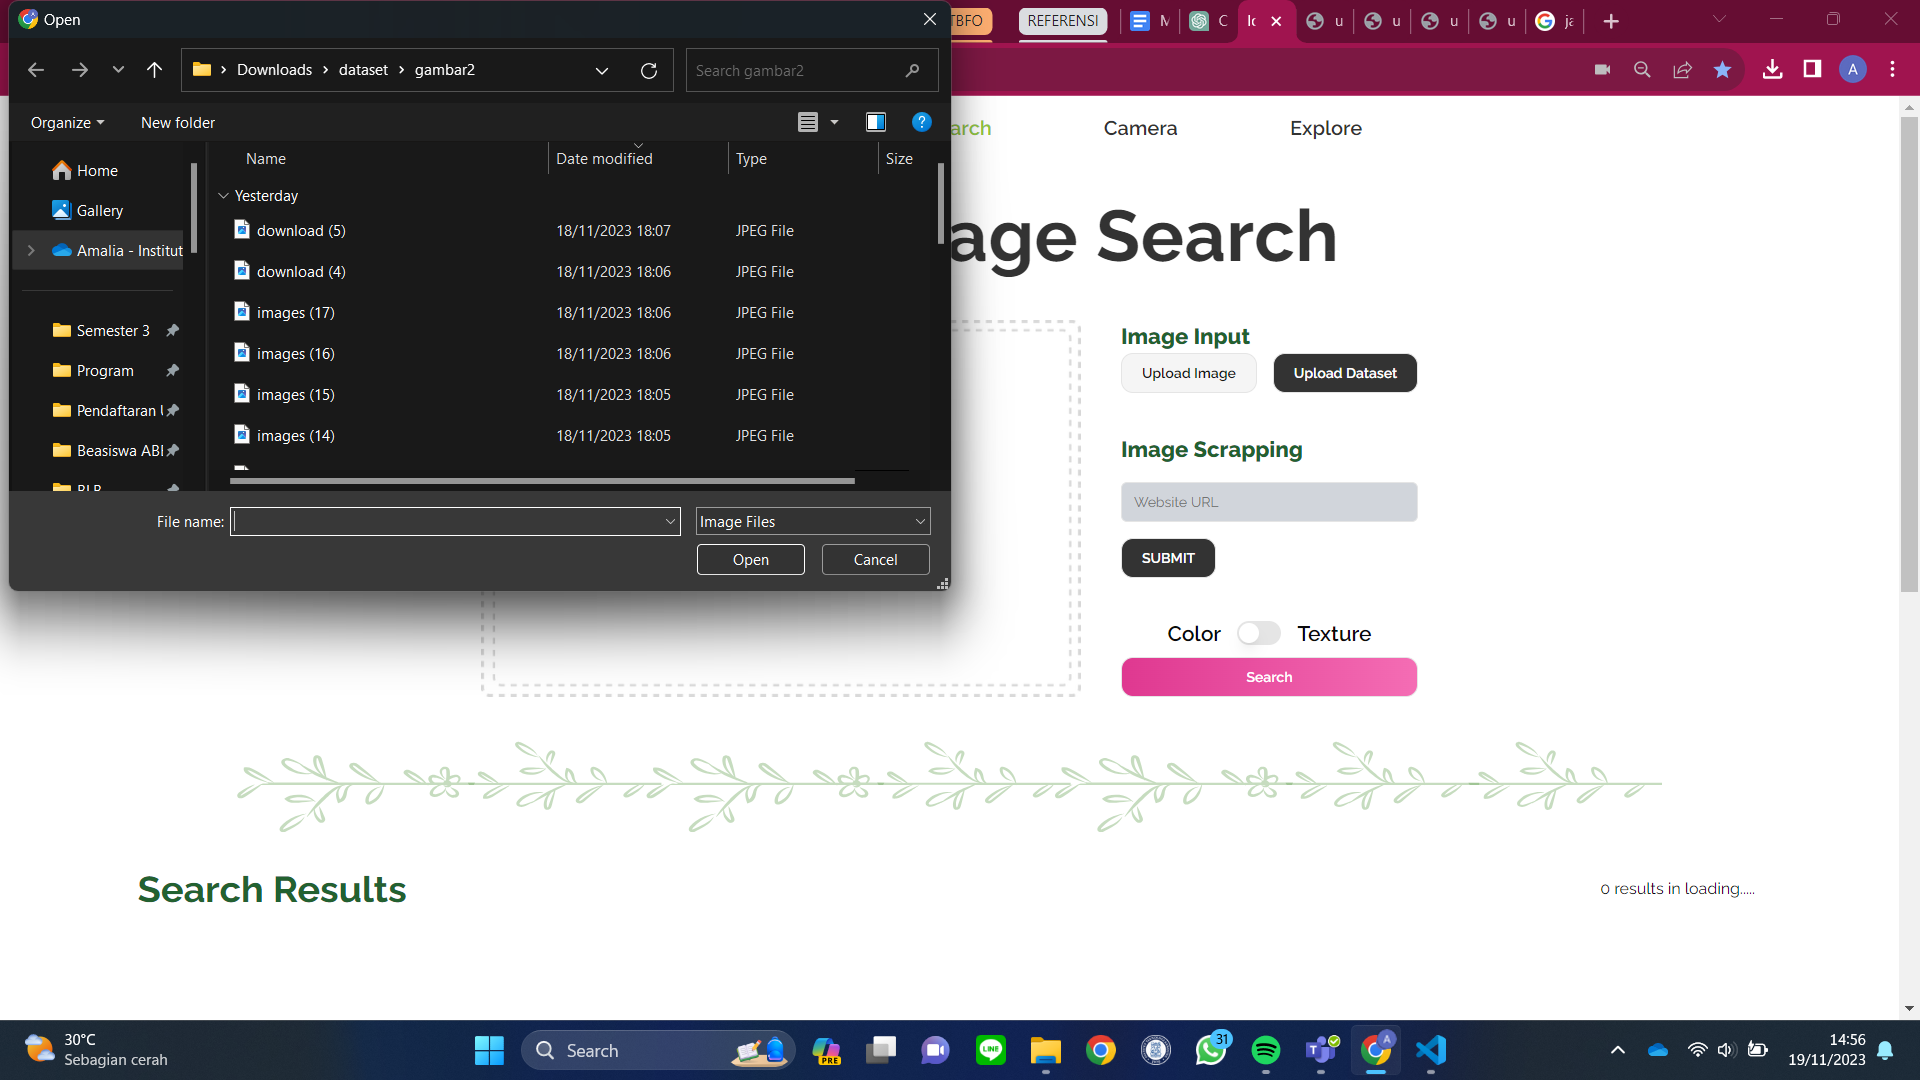 Open
TBFO
REFERENSI
M
C
Ic
u
u
u
u
ja
Downloads
dataset
gambar2
Search gambar2
A
Organize
New folder
arch
Camera
Explore
Name
Date modified
Type
Size
Home
Gallery
Amalia - Institut
Semester 3
Program
Pendaftaran U
Beasiswa ABI
Yesterday
download (5) 18/11/2023 18:07 JPEG File
download (4) 18/11/2023 18:06 JPEG File
images (17) 18/11/2023 18:06 JPEG File
images (16) 18/11/2023 18:06 JPEG File
images (15) 18/11/2023 18:05 JPEG File
images (14) 18/11/2023 18:05 JPEG File
File name:
Image Files
Open
Cancel
age Search
Image Input
Upload Image
Upload Dataset
Image Scrapping
Website URL
SUBMIT
Color
Texture
Search
Search Results
0 results in loading.....
30°C
Sebagian cerah
Search
PRE
LINE
31
A
14:56
19/11/2023